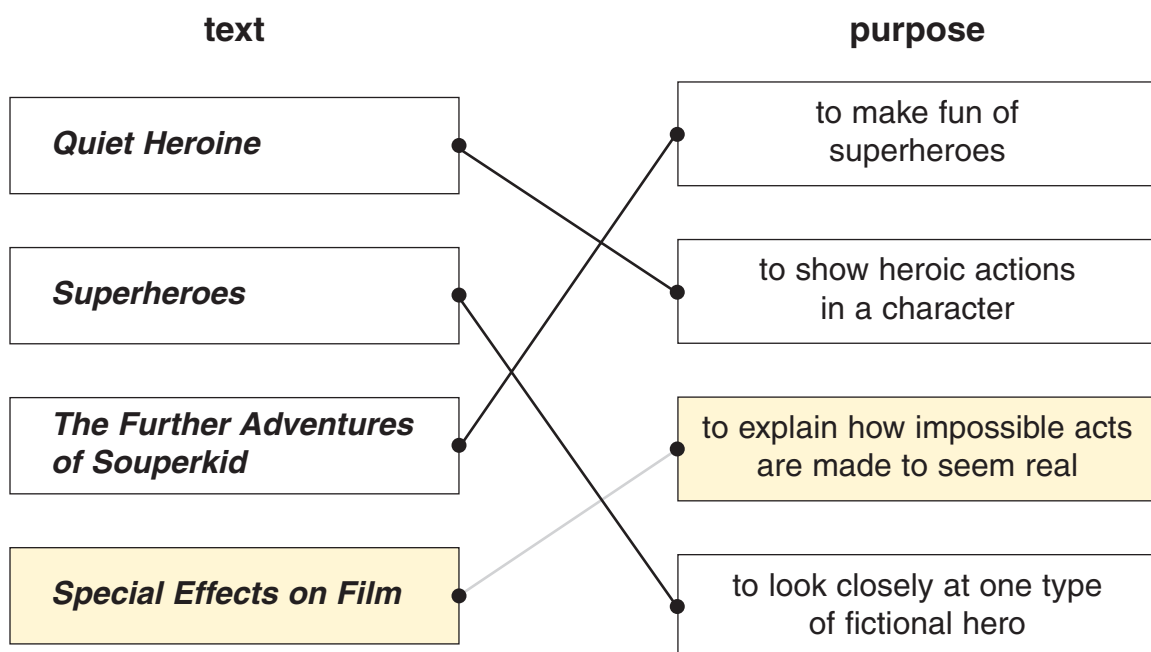 text
purpose
Quiet Heroine
Superheroes
The Further Adventures
of Souperkid
Special Effects on Film
to make fun of
superheroes
to show heroic actions
in a character
to explain how impossible acts
are made to seem real
to look closely at one type
of fictional hero